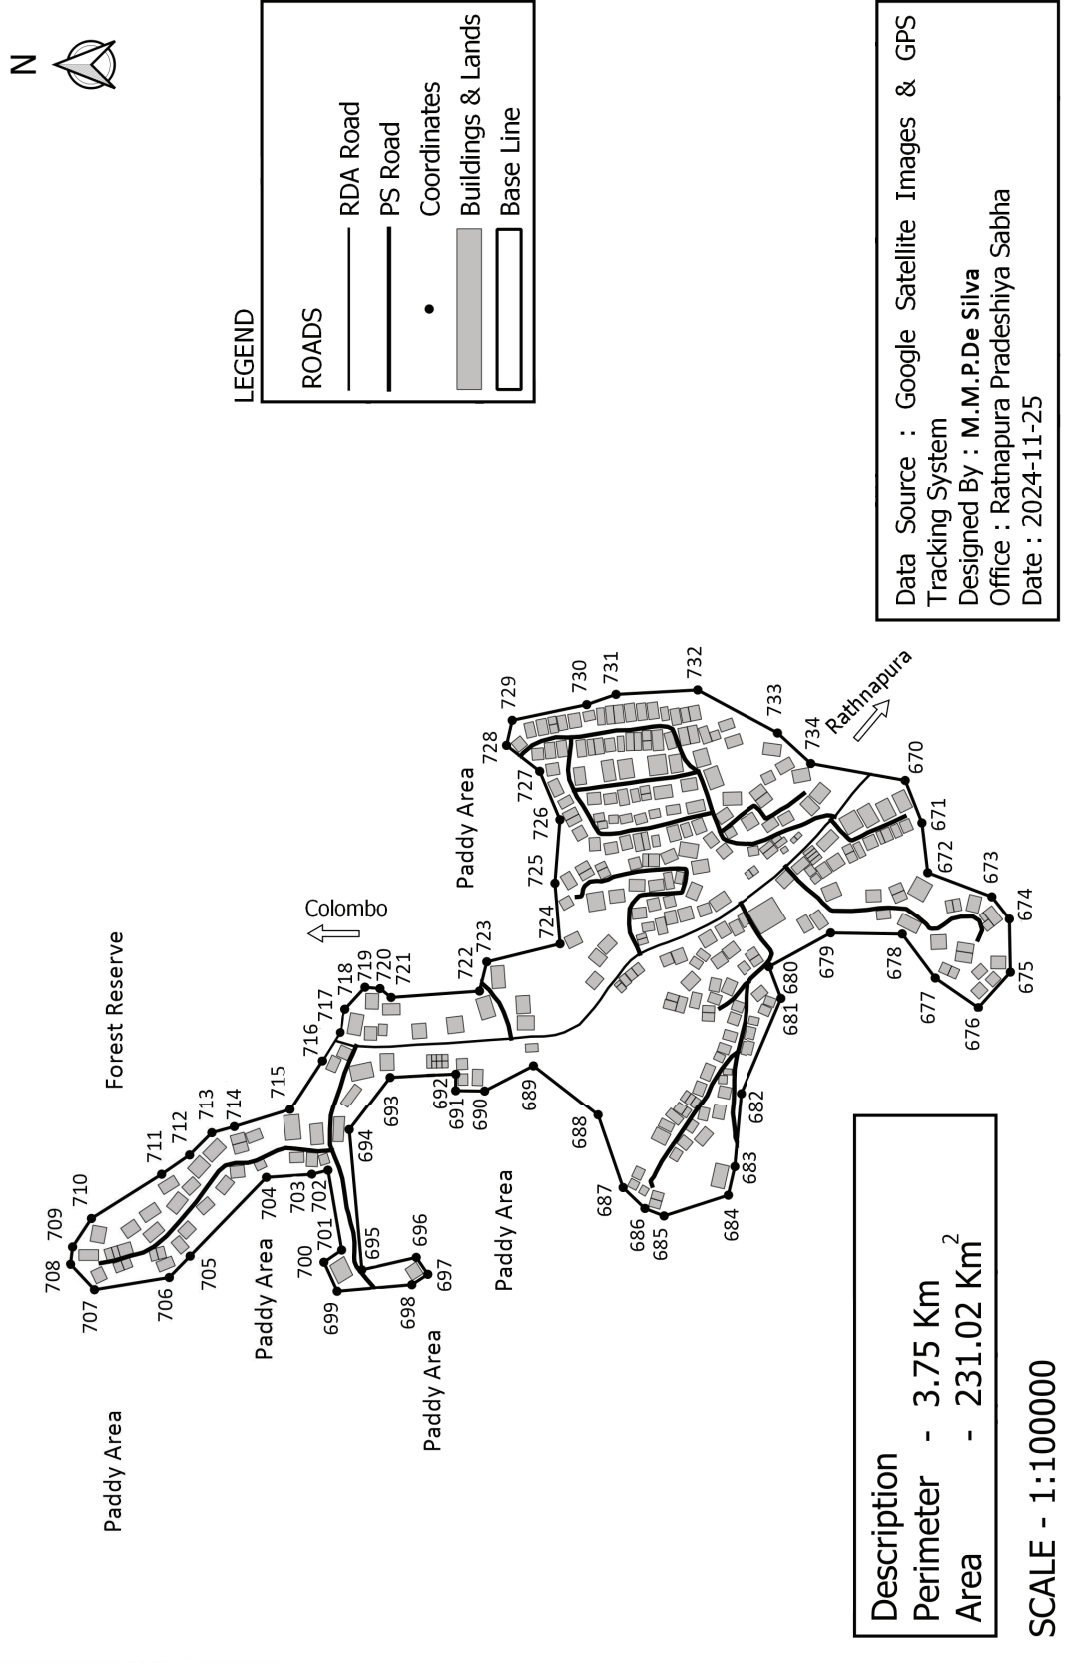 N
LEGEND
ROADS
RDA Road
PS Road
Coordinates
Buildings & Lands
Base Line
Data Source : Google Satellite Images & GPS
Tracking System
Designed By : M.M.P.De Silva
Office : Ratnapura Pradeshiya Sabha
Date : 2024-11-25
Forest Reserve
Colombo
Paddy Area
Paddy Area
Paddy Area
Paddy Area
Paddy Area
Rathnapura
670
671
672
673
674
675
676
677
678
679
680
681
682
683
684
685
686
687
688
689
690
691
692
693
694
695
696
697
698
699
700
701
702
703
704
705
706
707
708
709
710
711
712
713
714
715
716
717
718
719
720
721
722
723
724
725
726
727
728
729
730
731
732
733
734
Description
Perimeter - 3.75 Km
Area - 231.02 Km²
SCALE - 1:100000